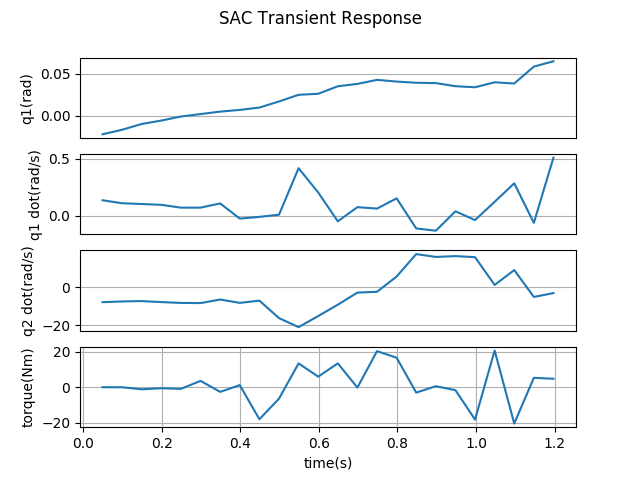 SAC Transient Response
q1(rad)
0.05
0.00
q1 dot(rad/s)
0.5
0.0
q2 dot(rad/s)
0
−20
torque(Nm)
20
0
−20
0.0 0.2 0.4 0.6 0.8 1.0 1.2
time(s)